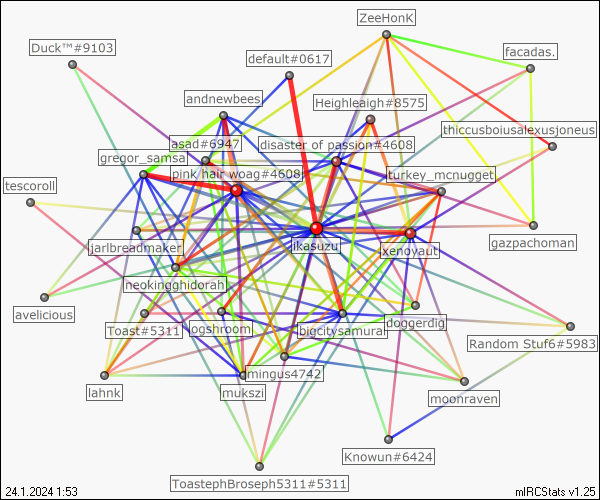 ZeeHonK
Duck™#9103
default#0617
facadas.
andnewbees
Heighleaigh#8575
thiccusboiusalexusjoneus
asad#6947
disaster of passion#4608
gregor_samsa
pink hair woag#4608
turkey_mcnugget
tescoroll
jarlbreadmaker
ikasuzu
xenoyaut
gazpachoman
neokingghidorah
avelicious
Toast#5311
pgshroom
bigcitysamurai
doggerdig
Random Stuf6#5983
mingus4742
lahnk
mukszi
moonraven
Knowun#6424
ToastephBroseph5311#5311
24.1.2024 1:53
mIRCStats v1.25